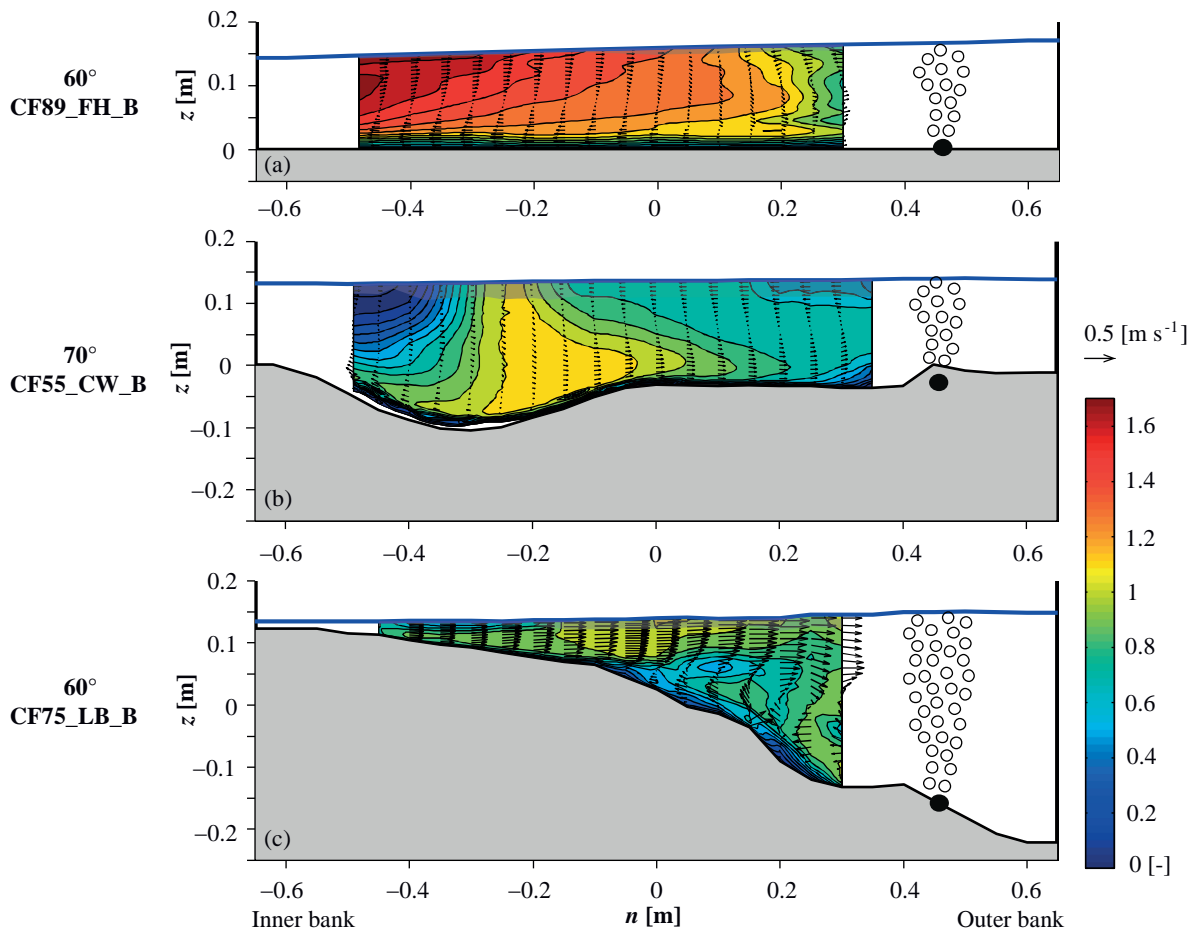 0.2
60°
CF89_FH_B
z [m]
0.1
0
(a)
−0.6 −0.4 −0.2 0 0.2 0.4 0.6
0.2
70°
CF55_CW_B
z [m]
0.1
0
−0.1
−0.2
(b)
−0.6 −0.4 −0.2 0 0.2 0.4 0.6
0.5 [m s⁻¹]
0.2
60°
CF75_LB_B
z [m]
0.1
0
−0.1
−0.2
(c)
−0.6 −0.4 −0.2 0 0.2 0.4 0.6
Inner bank n [m] Outer bank
1.6
1.4
1.2
1
0.8
0.6
0.4
0.2
0 [-]